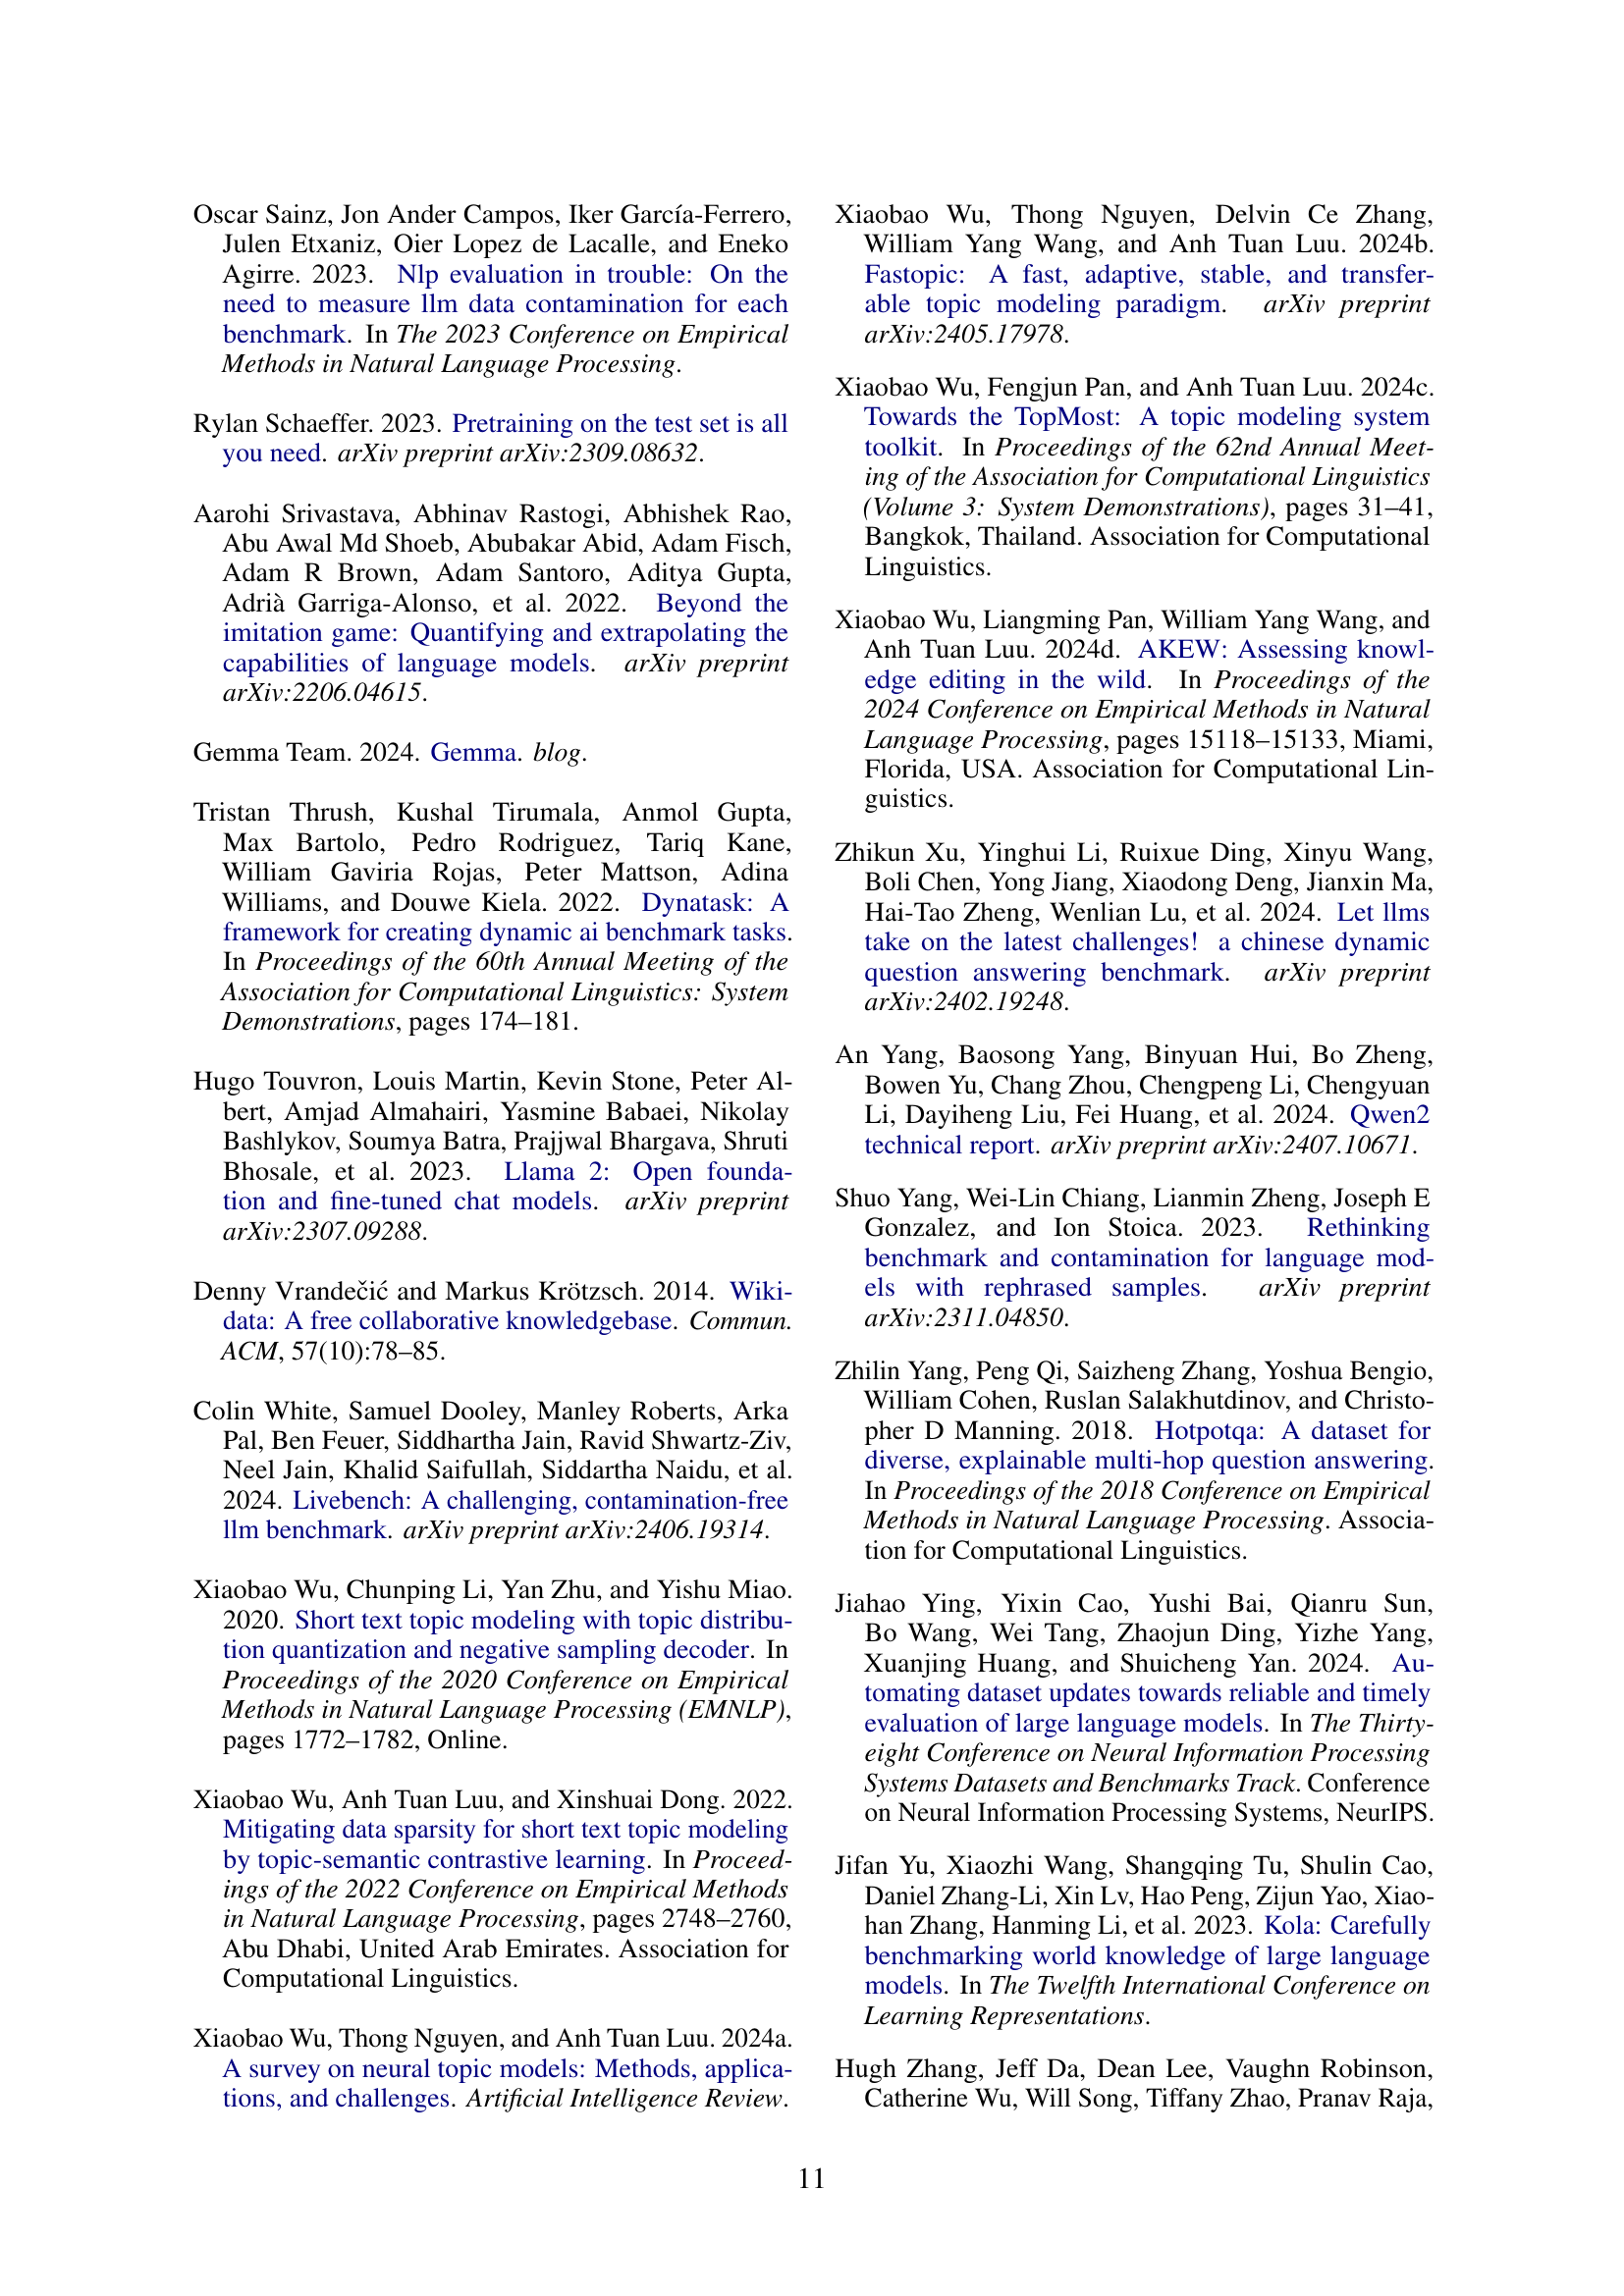 Oscar Sainz, Jon Ander Campos, Iker García-Ferrero,
Julen Etxaniz, Oier Lopez de Lacalle, and Eneko
Agirre. 2023. Nlp evaluation in trouble: On the
need to measure llm data contamination for each
benchmark. In The 2023 Conference on Empirical
Methods in Natural Language Processing.
Rylan Schaeffer. 2023. Pretraining on the test set is all
you need. arXiv preprint arXiv:2309.08632.
Aarohi Srivastava, Abhinav Rastogi, Abhishek Rao,
Abu Awal Md Shoeb, Abubakar Abid, Adam Fisch,
Adam R Brown, Adam Santoro, Aditya Gupta,
Adrià Garriga-Alonso, et al. 2022. Beyond the
imitation game: Quantifying and extrapolating the
capabilities of language models. arXiv preprint
arXiv:2206.04615.
Gemma Team. 2024. Gemma. blog.
Tristan Thrush, Kushal Tirumala, Anmol Gupta,
Max Bartolo, Pedro Rodriguez, Tariq Kane,
William Gaviria Rojas, Peter Mattson, Adina
Williams, and Douwe Kiela. 2022. Dynatask: A
framework for creating dynamic ai benchmark tasks.
In Proceedings of the 60th Annual Meeting of the
Association for Computational Linguistics: System
Demonstrations, pages 174–181.
Hugo Touvron, Louis Martin, Kevin Stone, Peter Al-
bert, Amjad Almahairi, Yasmine Babaei, Nikolay
Bashlykov, Soumya Batra, Prajjwal Bhargava, Shruti
Bhosale, et al. 2023. Llama 2: Open founda-
tion and fine-tuned chat models. arXiv preprint
arXiv:2307.09288.
Denny Vrandečić and Markus Krötzsch. 2014. Wiki-
data: A free collaborative knowledgebase. Commun.
ACM, 57(10):78–85.
Colin White, Samuel Dooley, Manley Roberts, Arka
Pal, Ben Feuer, Siddhartha Jain, Ravid Shwartz-Ziv,
Neel Jain, Khalid Saifullah, Siddartha Naidu, et al.
2024. Livebench: A challenging, contamination-free
llm benchmark. arXiv preprint arXiv:2406.19314.
Xiaobao Wu, Chunping Li, Yan Zhu, and Yishu Miao.
2020. Short text topic modeling with topic distribu-
tion quantization and negative sampling decoder. In
Proceedings of the 2020 Conference on Empirical
Methods in Natural Language Processing (EMNLP),
pages 1772–1782, Online.
Xiaobao Wu, Anh Tuan Luu, and Xinshuai Dong. 2022.
Mitigating data sparsity for short text topic modeling
by topic-semantic contrastive learning. In Proceed-
ings of the 2022 Conference on Empirical Methods
in Natural Language Processing, pages 2748–2760,
Abu Dhabi, United Arab Emirates. Association for
Computational Linguistics.
Xiaobao Wu, Thong Nguyen, and Anh Tuan Luu. 2024a.
A survey on neural topic models: Methods, applica-
tions, and challenges. Artificial Intelligence Review.
Xiaobao Wu, Thong Nguyen, Delvin Ce Zhang,
William Yang Wang, and Anh Tuan Luu. 2024b.
Fastopic: A fast, adaptive, stable, and transfer-
able topic modeling paradigm. arXiv preprint
arXiv:2405.17978.
Xiaobao Wu, Fengjun Pan, and Anh Tuan Luu. 2024c.
Towards the TopMost: A topic modeling system
toolkit. In Proceedings of the 62nd Annual Meet-
ing of the Association for Computational Linguistics
(Volume 3: System Demonstrations), pages 31–41,
Bangkok, Thailand. Association for Computational
Linguistics.
Xiaobao Wu, Liangming Pan, William Yang Wang, and
Anh Tuan Luu. 2024d. AKEW: Assessing knowl-
edge editing in the wild. In Proceedings of the
2024 Conference on Empirical Methods in Natural
Language Processing, pages 15118–15133, Miami,
Florida, USA. Association for Computational Lin-
guistics.
Zhikun Xu, Yinghui Li, Ruixue Ding, Xinyu Wang,
Boli Chen, Yong Jiang, Xiaodong Deng, Jianxin Ma,
Hai-Tao Zheng, Wenlian Lu, et al. 2024. Let llms
take on the latest challenges! a chinese dynamic
question answering benchmark. arXiv preprint
arXiv:2402.19248.
An Yang, Baosong Yang, Binyuan Hui, Bo Zheng,
Bowen Yu, Chang Zhou, Chengpeng Li, Chengyuan
Li, Dayiheng Liu, Fei Huang, et al. 2024. Qwen2
technical report. arXiv preprint arXiv:2407.10671.
Shuo Yang, Wei-Lin Chiang, Lianmin Zheng, Joseph E
Gonzalez, and Ion Stoica. 2023. Rethinking
benchmark and contamination for language mod-
els with rephrased samples. arXiv preprint
arXiv:2311.04850.
Zhilin Yang, Peng Qi, Saizheng Zhang, Yoshua Bengio,
William Cohen, Ruslan Salakhutdinov, and Christo-
pher D Manning. 2018. Hotpotqa: A dataset for
diverse, explainable multi-hop question answering.
In Proceedings of the 2018 Conference on Empirical
Methods in Natural Language Processing. Associa-
tion for Computational Linguistics.
Jiahao Ying, Yixin Cao, Yushi Bai, Qianru Sun,
Bo Wang, Wei Tang, Zhaojun Ding, Yizhe Yang,
Xuanjing Huang, and Shuicheng Yan. 2024. Au-
tomating dataset updates towards reliable and timely
evaluation of large language models. In The Thirty-
eight Conference on Neural Information Processing
Systems Datasets and Benchmarks Track. Conference
on Neural Information Processing Systems, NeurIPS.
Jifan Yu, Xiaozhi Wang, Shangqing Tu, Shulin Cao,
Daniel Zhang-Li, Xin Lv, Hao Peng, Zijun Yao, Xiao-
han Zhang, Hanming Li, et al. 2023. Kola: Carefully
benchmarking world knowledge of large language
models. In The Twelfth International Conference on
Learning Representations.
Hugh Zhang, Jeff Da, Dean Lee, Vaughn Robinson,
Catherine Wu, Will Song, Tiffany Zhao, Pranav Raja,
11